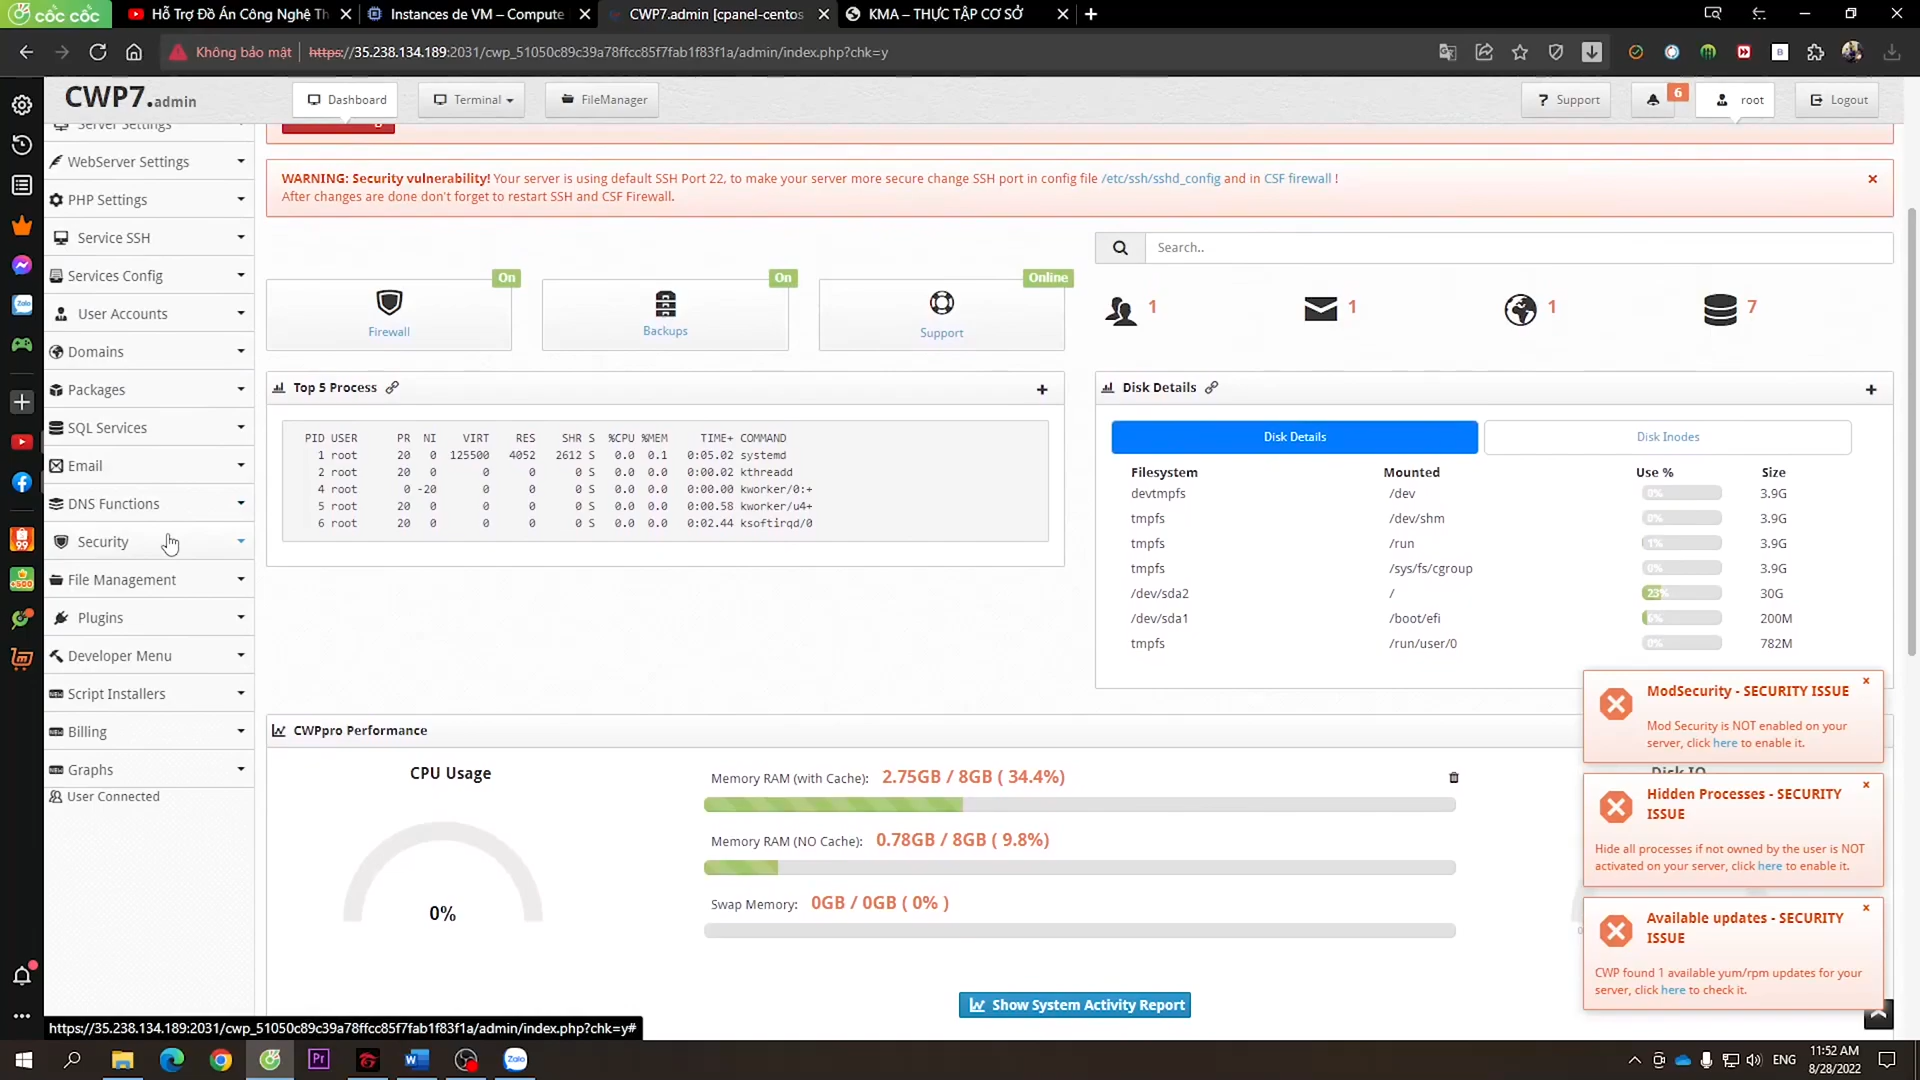 cốc cốc
Hỗ Trợ Đồ Án Công Nghệ Th
Instances de VM – Compute
CWP7.admin [cpanel-centos
KMA – THỰC TẬP CƠ SỞ
Không bảo mật
https://35.238.134.189:2031/cwp_51050c89c39a78ffcc85f7fab1f83f1a/admin/index.php?chk=y
CWP7.admin
Dashboard
Terminal
FileManager
? Support
6
root
Logout
Server Settings
WebServer Settings
PHP Settings
Service SSH
Services Config
User Accounts
Domains
Packages
SQL Services
Email
DNS Functions
Security
File Management
Plugins
Developer Menu
Script Installers
Billing
Graphs
User Connected
WARNING: Security vulnerability! Your server is using default SSH Port 22, to make your server more secure change SSH port in config file /etc/ssh/sshd_config and in CSF firewall !
After changes are done don't forget to restart SSH and CSF Firewall.
Search..
On
Firewall
On
Backups
Online
Support
1
1
1
7
Top 5 Process
PID USER PR NI VIRT RES SHR S %CPU %MEM TIME+ COMMAND
1 root 20 0 125500 4052 2612 S 0.0 0.1 0:05.02 systemd
2 root 20 0 0 0 0 S 0.0 0.0 0:00.02 kthreadd
4 root 0 -20 0 0 0 S 0.0 0.0 0:00.00 kworker/0:+
5 root 20 0 0 0 0 S 0.0 0.0 0:00.58 kworker/u4+
6 root 20 0 0 0 0 S 0.0 0.0 0:02.44 ksoftirqd/0
Disk Details
Disk Details
Disk Inodes
Filesystem Mounted Use % Size
devtmpfs /dev 0% 3.9G
tmpfs /dev/shm 0% 3.9G
tmpfs /run 1% 3.9G
tmpfs /sys/fs/cgroup 0% 3.9G
/dev/sda2 / 23% 30G
/dev/sda1 /boot/efi 6% 200M
tmpfs /run/user/0 0% 782M
CWPpro Performance
CPU Usage
0%
Memory RAM (with Cache): 2.75GB / 8GB ( 34.4%)
Memory RAM (NO Cache): 0.78GB / 8GB ( 9.8%)
Swap Memory: 0GB / 0GB ( 0% )
Disk IO
Show System Activity Report
ModSecurity - SECURITY ISSUE
Mod Security is NOT enabled on your
server, click here to enable it.
Hidden Processes - SECURITY
ISSUE
Hide all processes if not owned by the user is NOT
activated on your server, click here to enable it.
Available updates - SECURITY
ISSUE
CWP found 1 available yum/rpm updates for your
server, click here to check it.
https://35.238.134.189:2031/cwp_51050c89c39a78ffcc85f7fab1f83f1a/admin/index.php?chk=y#
ENG
11:52 AM
8/28/2022